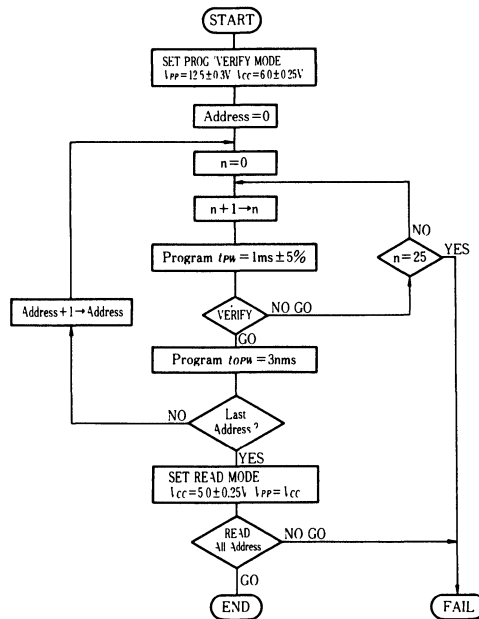 START
SET PROG VERIFY MODE
VPP=12.5±0.3V VCC=6.0±0.25V
Address=0
n=0
n+1→n
NO
YES
n=25
Program tPW=1ms±5%
Address+1→Address
VERIFY
NO GO
GO
Program tOPW=3nms
NO
Last
Address?
YES
SET READ MODE
VCC=5.0±0.25V VPP=VCC
READ
All Address
NO GO
GO
END
FAIL